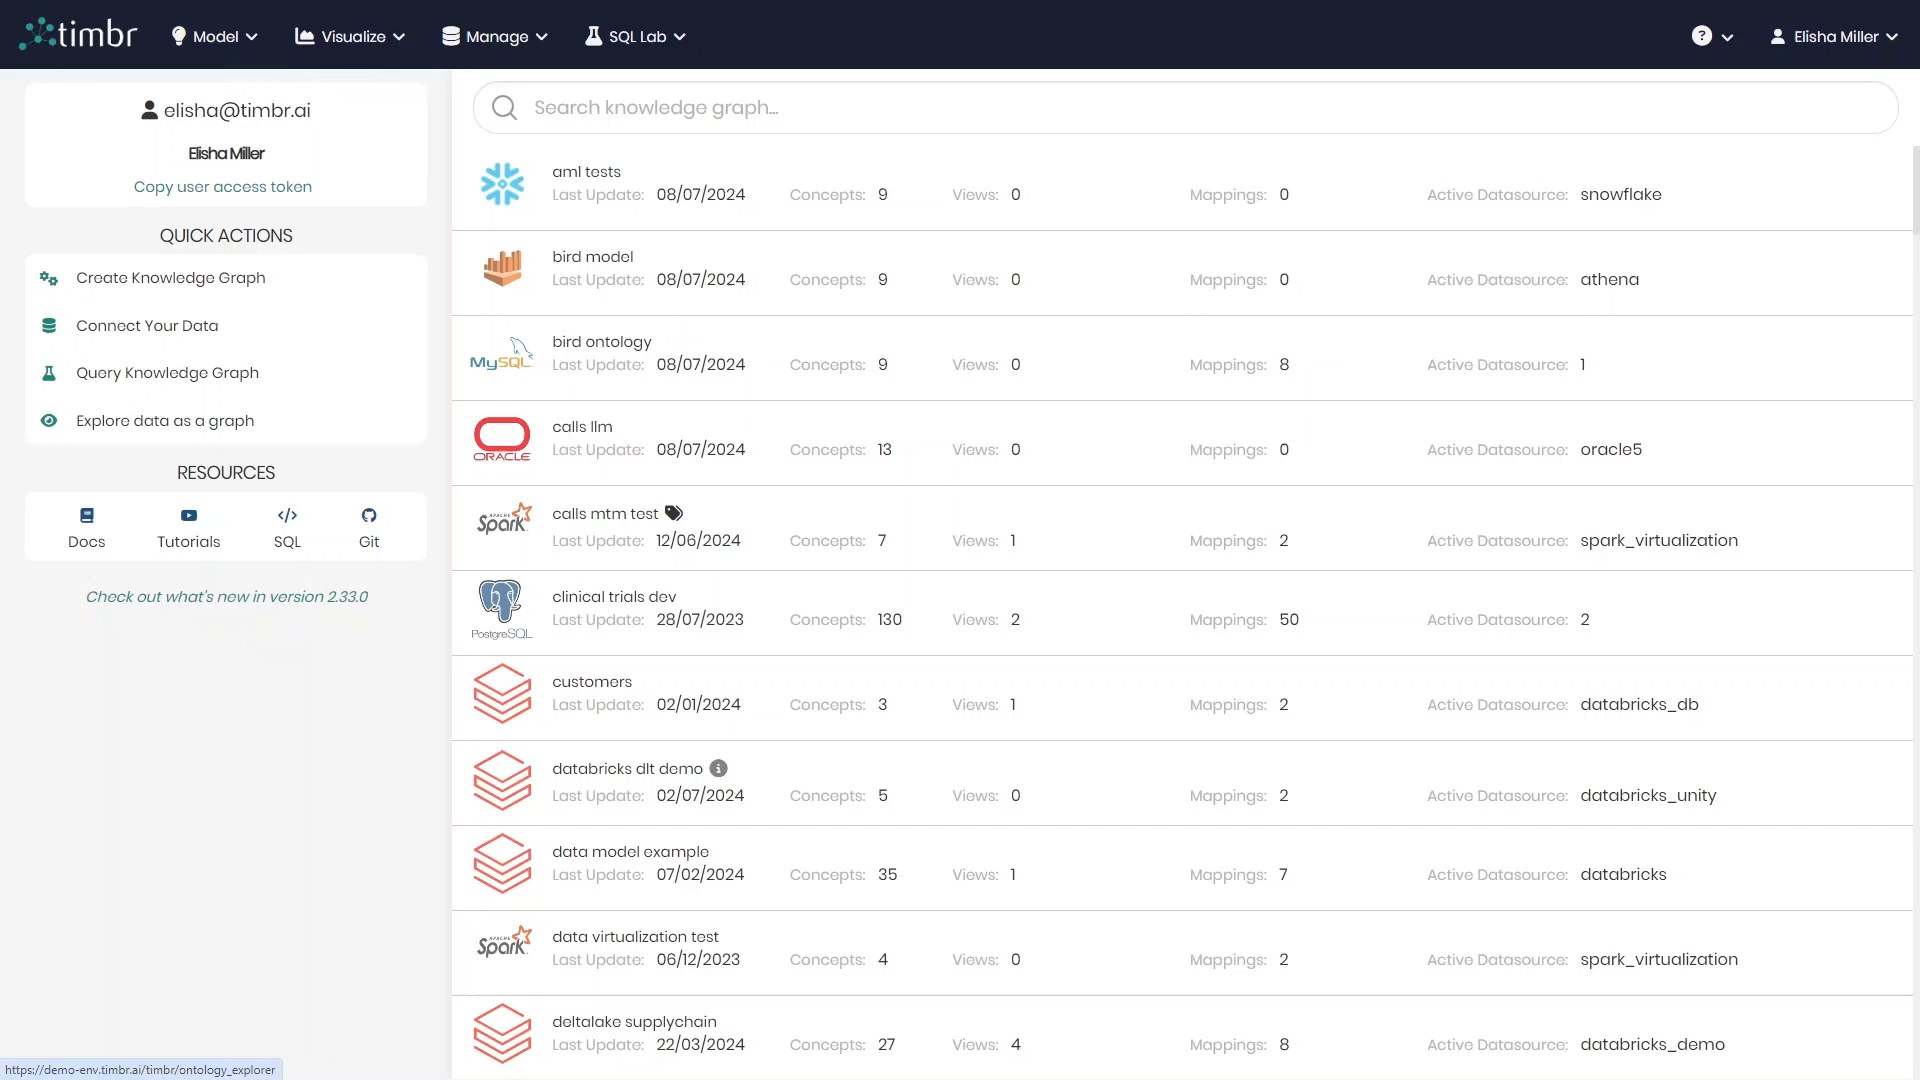 timbr Model Visualize Manage SQL Lab ? Elisha Miller
elisha@timbr.ai
Elisha Miller
Copy user access token
QUICK ACTIONS
Create Knowledge Graph
Connect Your Data
Query Knowledge Graph
Explore data as a graph
RESOURCES
Docs Tutorials SQL Git
Check out what's new in version 2.33.0
Search knowledge graph...
aml tests
Last Update: 08/07/2024 Concepts: 9 Views: 0 Mappings: 0 Active Datasource: snowflake
bird model
Last Update: 08/07/2024 Concepts: 9 Views: 0 Mappings: 0 Active Datasource: athena
MySQL
bird ontology
Last Update: 08/07/2024 Concepts: 9 Views: 0 Mappings: 8 Active Datasource: 1
ORACLE
calls llm
Last Update: 08/07/2024 Concepts: 13 Views: 0 Mappings: 0 Active Datasource: oracle5
APACHE Spark
calls mtm test
Last Update: 12/06/2024 Concepts: 7 Views: 1 Mappings: 2 Active Datasource: spark_virtualization
PostgreSQL
clinical trials dev
Last Update: 28/07/2023 Concepts: 130 Views: 2 Mappings: 50 Active Datasource: 2
customers
Last Update: 02/01/2024 Concepts: 3 Views: 1 Mappings: 2 Active Datasource: databricks_db
databricks dlt demo
Last Update: 02/07/2024 Concepts: 5 Views: 0 Mappings: 2 Active Datasource: databricks_unity
data model example
Last Update: 07/02/2024 Concepts: 35 Views: 1 Mappings: 7 Active Datasource: databricks
APACHE Spark
data virtualization test
Last Update: 06/12/2023 Concepts: 4 Views: 0 Mappings: 2 Active Datasource: spark_virtualization
deltalake supplychain
Last Update: 22/03/2024 Concepts: 27 Views: 4 Mappings: 8 Active Datasource: databricks_demo
https://demo-env.timbr.ai/timbr/ontology_explorer